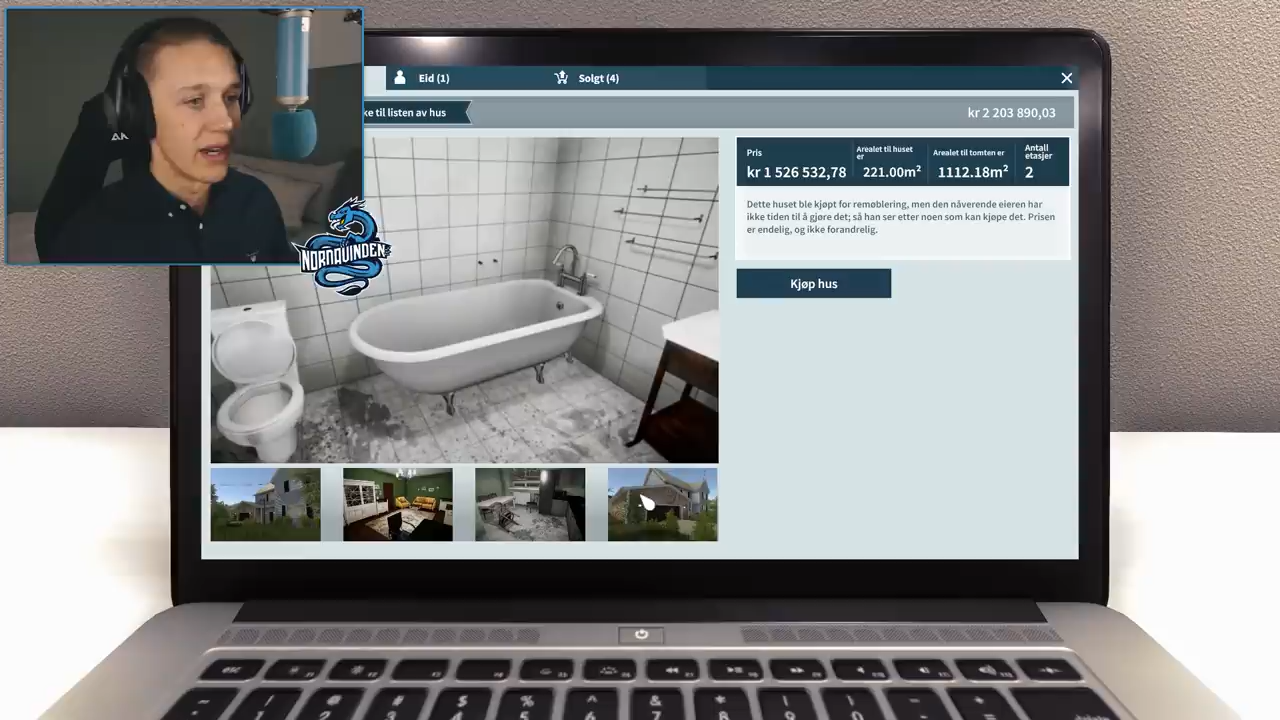 Eid (1)
Solgt (4)
ke til listen av hus
kr 2 203 890,03
Pris
kr 1 526 532,78
Arealet til huset
er
221.00m²
Arealet til tomten er
1112.18m²
Antall
etasjer
2
Dette huset ble kjøpt for remøblering, men den nåverende eieren har
ikke tiden til å gjøre det; så han ser etter noen som kan kjøpe det. Prisen
er endelig, og ikke forandrelig.
Kjøp hus
NORNAVINDEN
esc